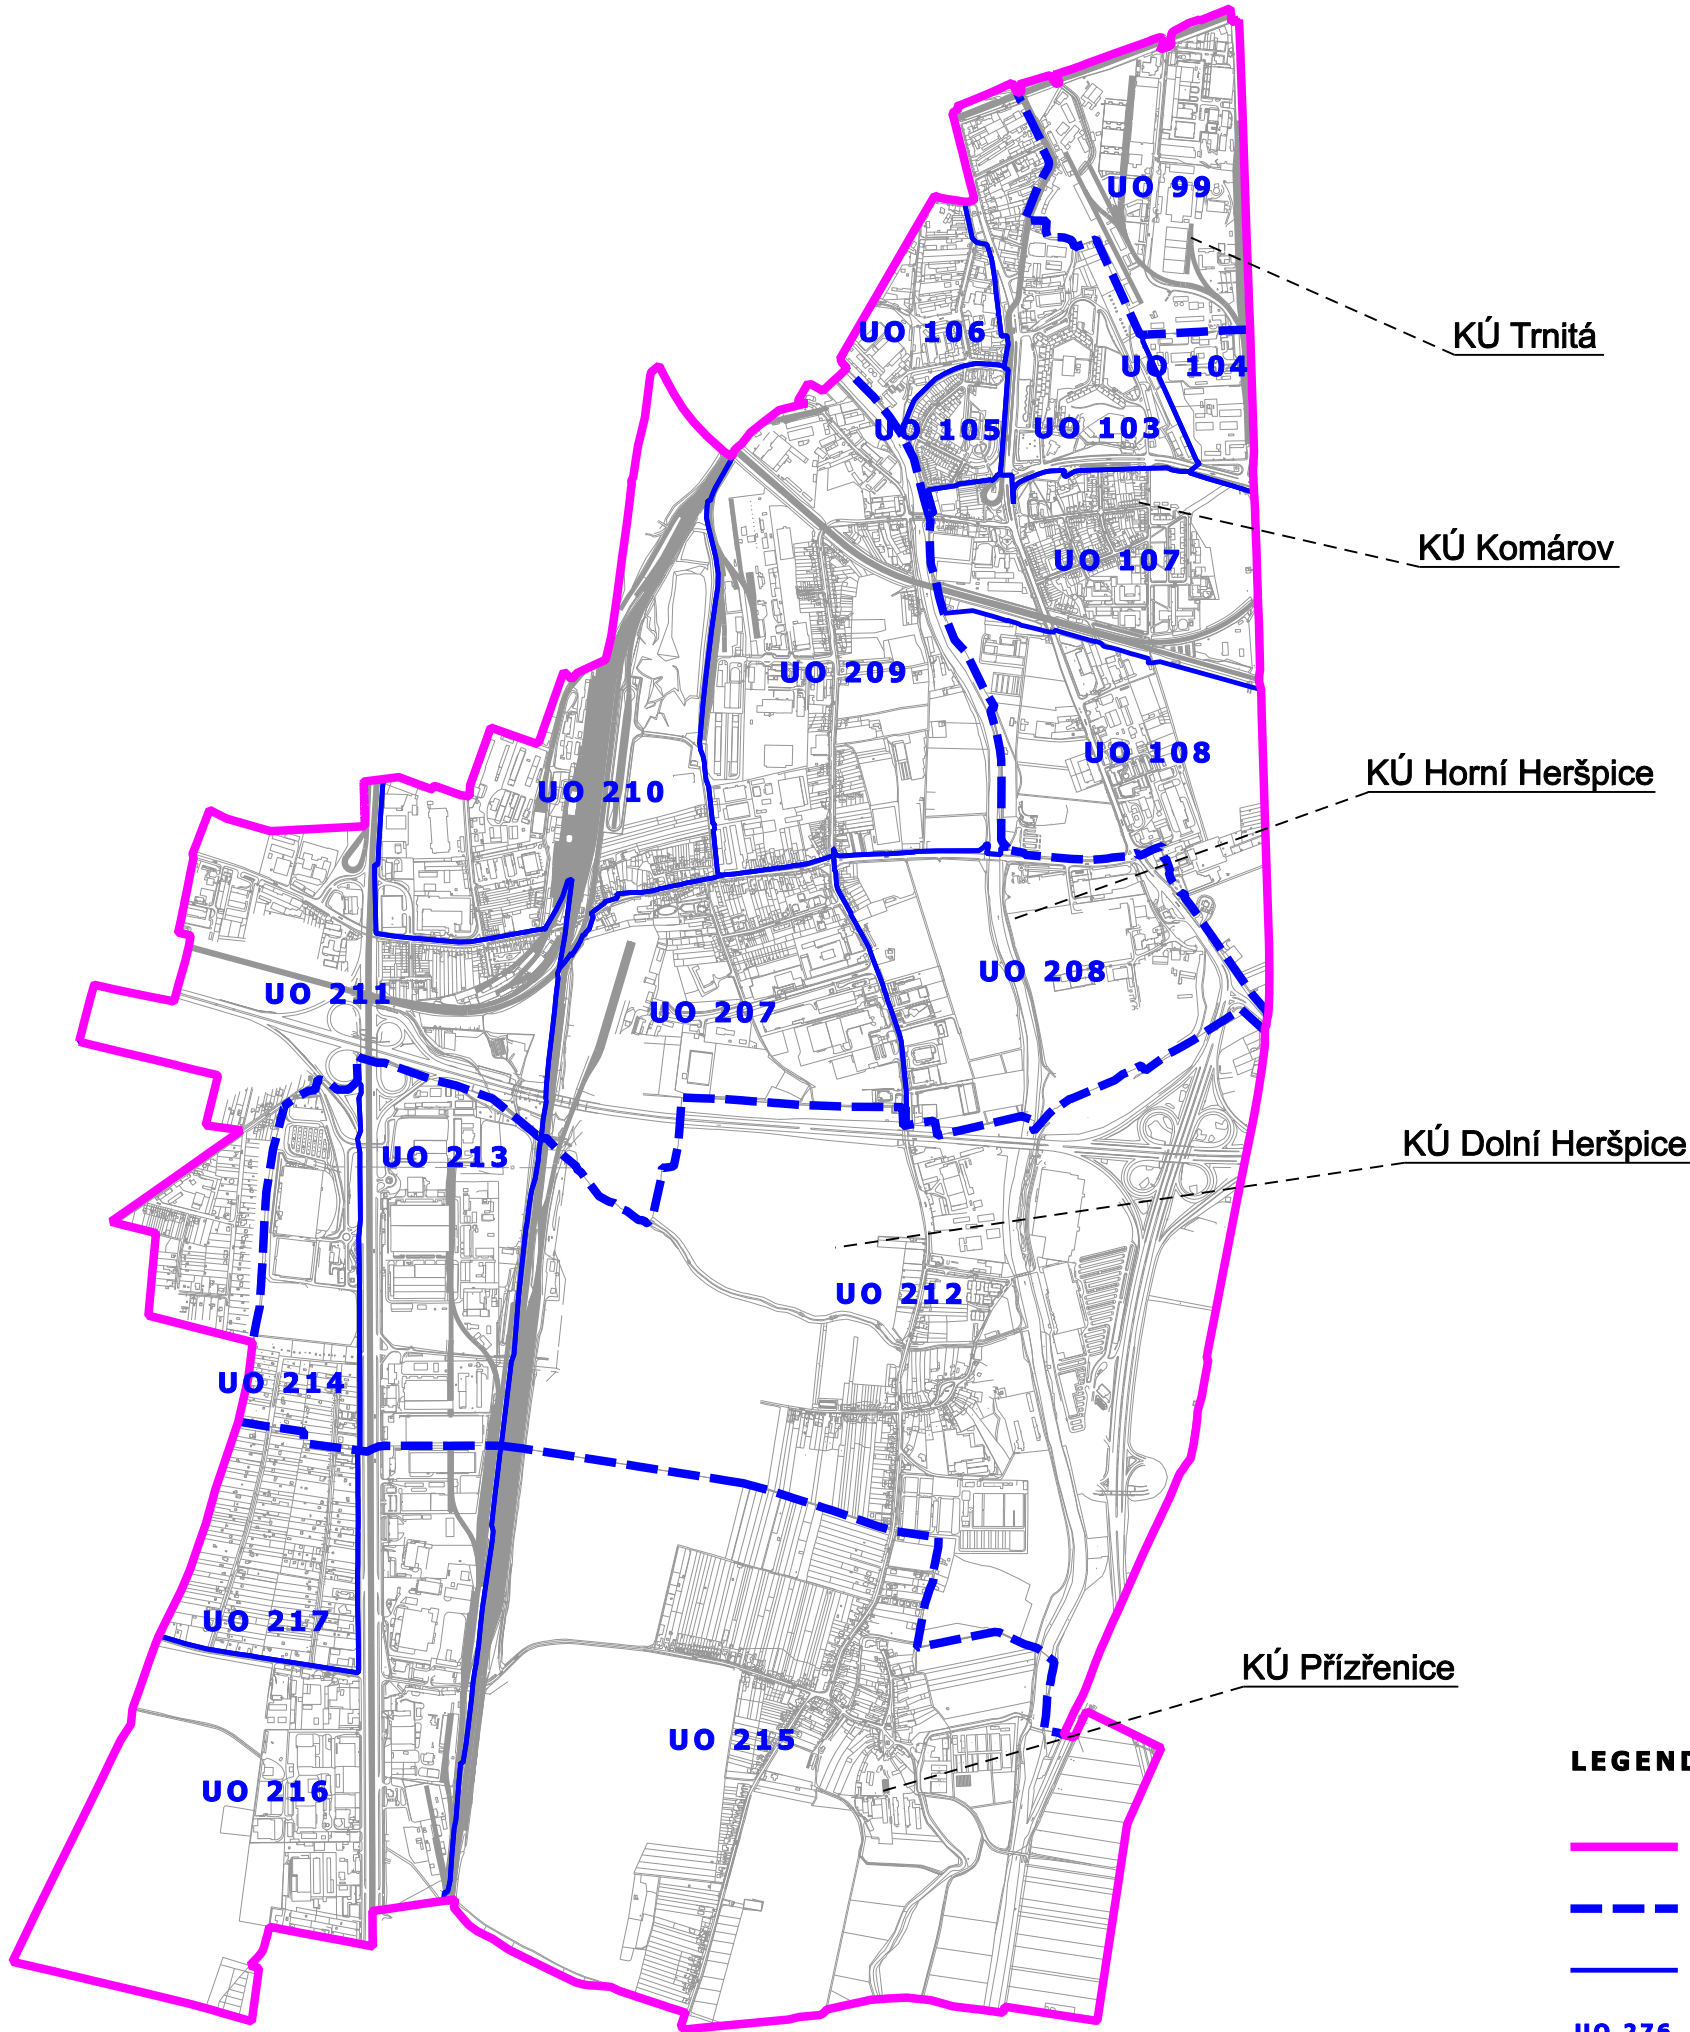 UO 99
KÚ Trnitá
UO 106
UO 104
UO 105
UO 103
KÚ Komárov
UO 107
UO 209
UO 108
KÚ Horní Heršpice
UO 210
UO 208
UO 211
UO 207
KÚ Dolní Heršpice
UO 213
UO 212
UO 214
UO 217
KÚ Přízřenice
UO 215
LEGEND
UO 216
UO 276